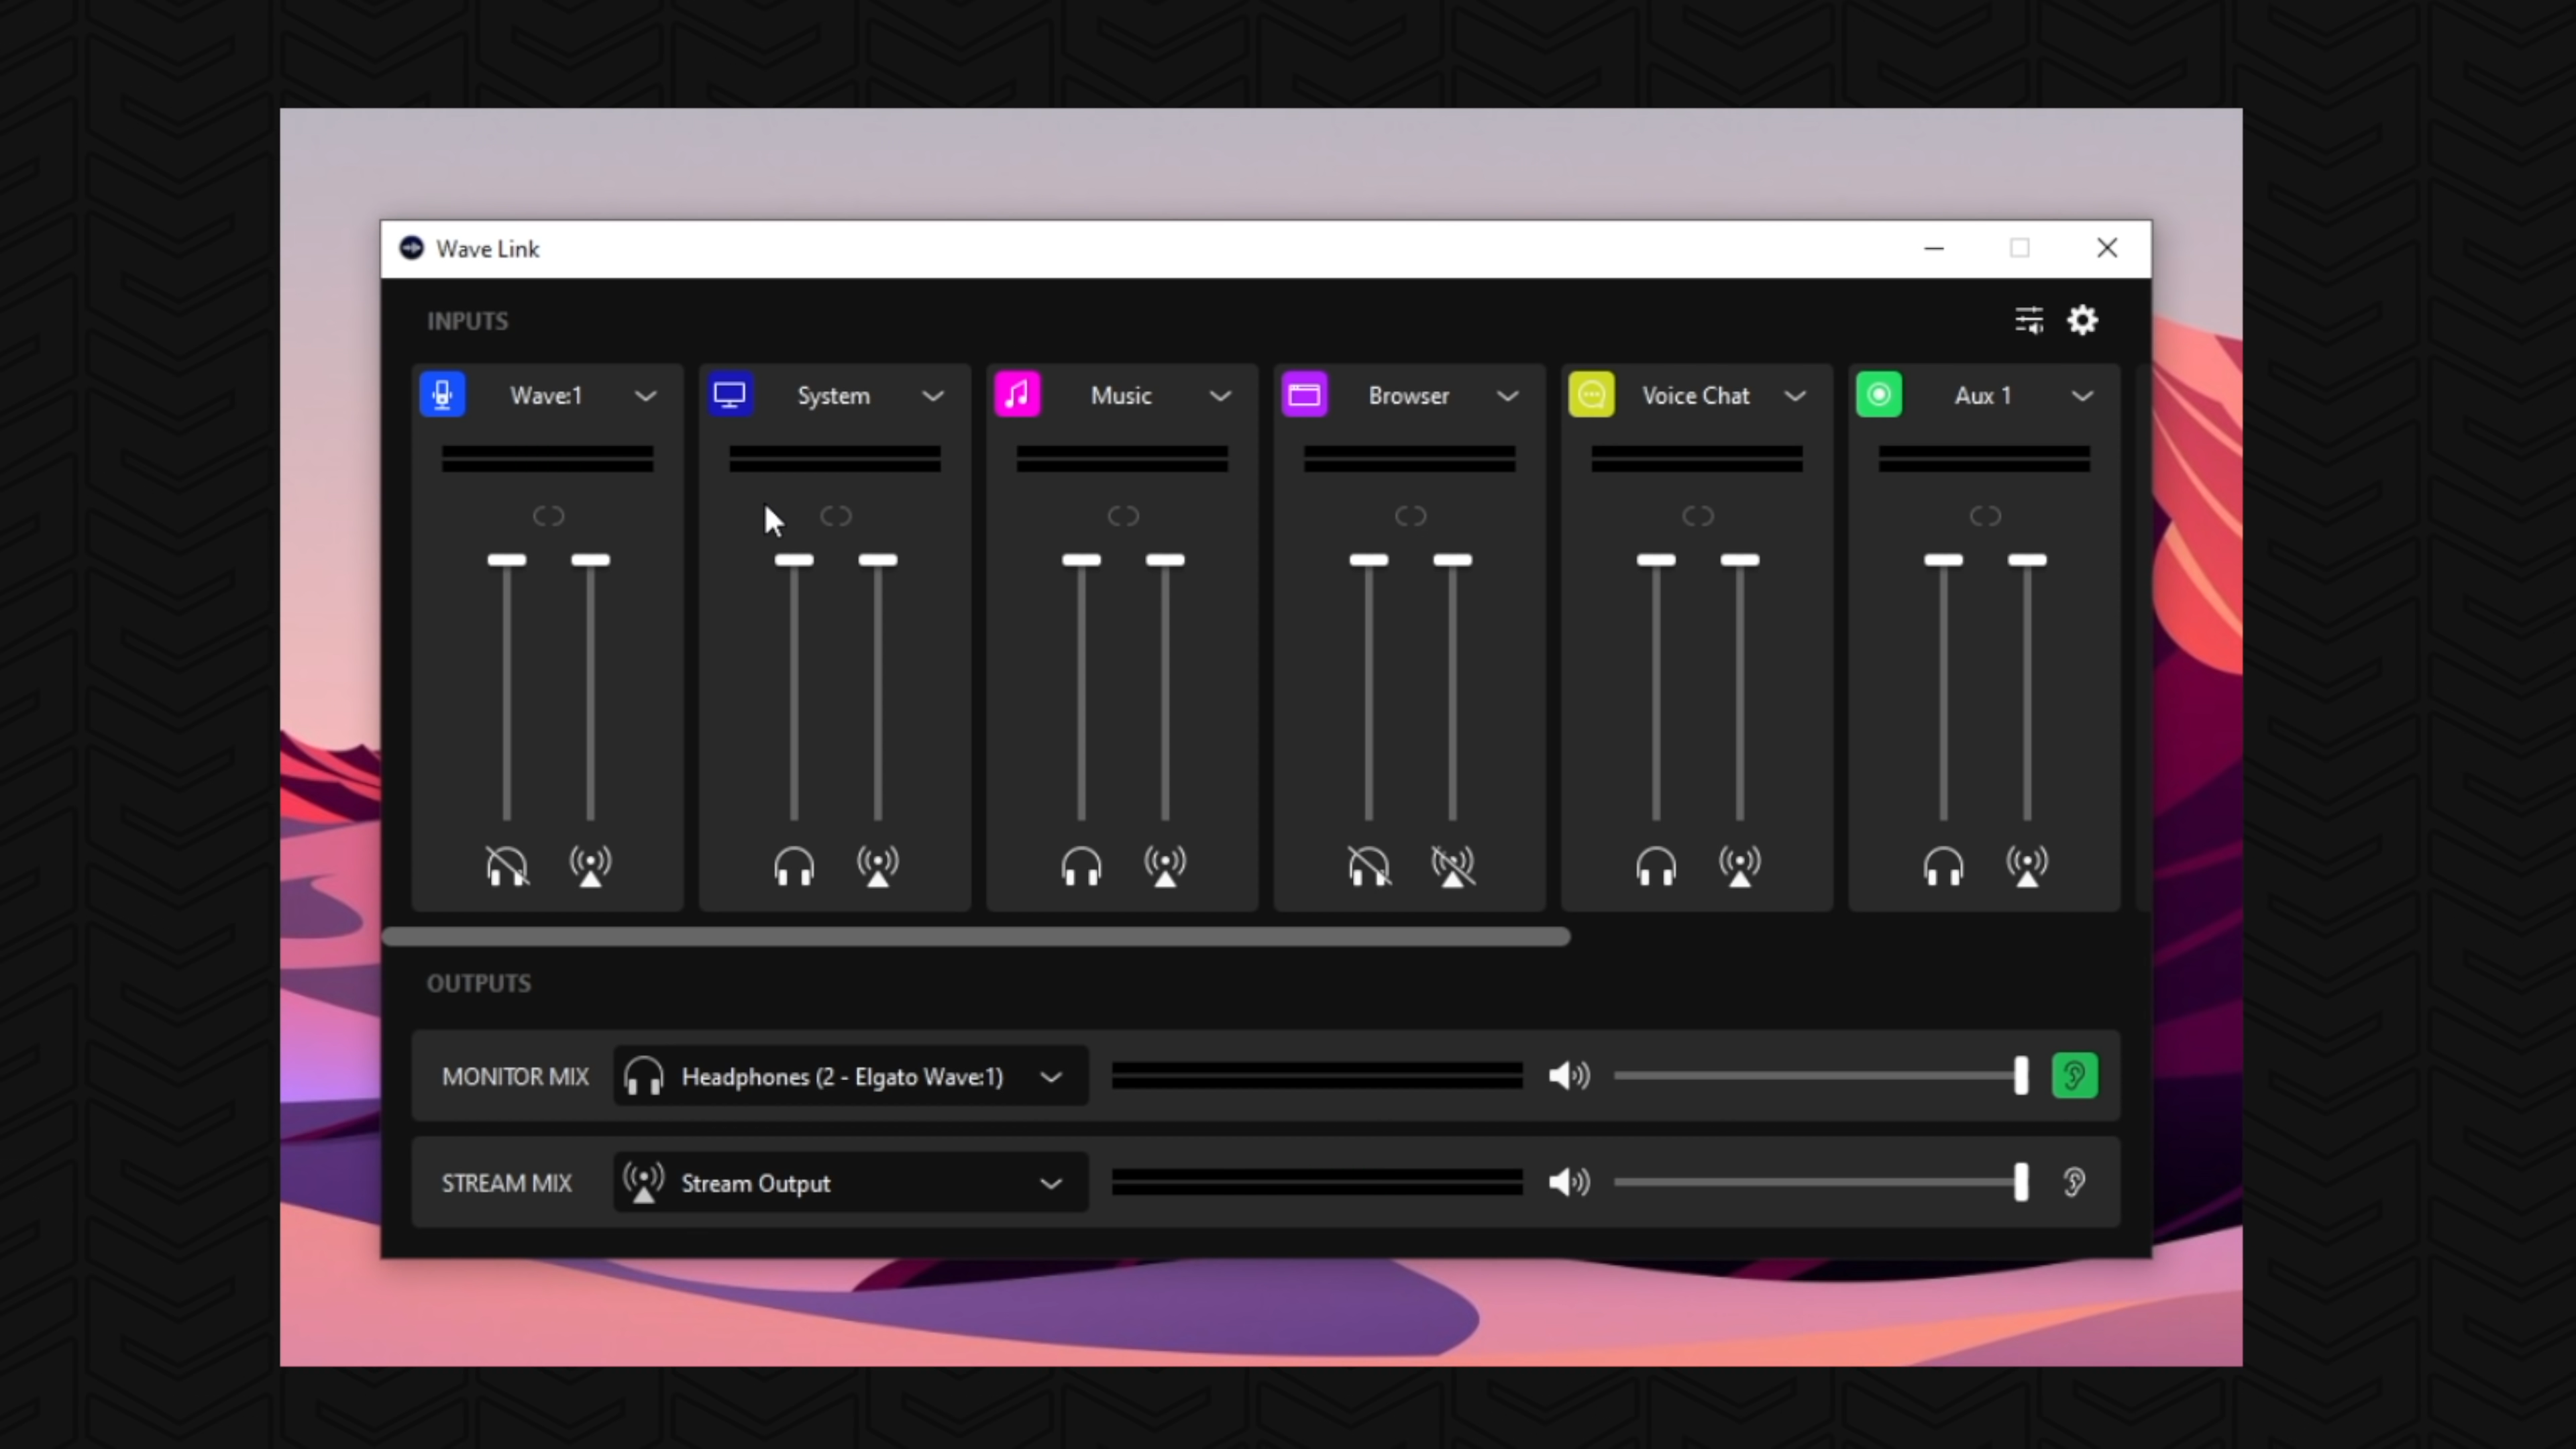 Wave Link
INPUTS
Wave:1
System
Music
Browser
Voice Chat
Aux 1
OUTPUTS
MONITOR MIX
Headphones (2 - Elgato Wave:1)
STREAM MIX
Stream Output